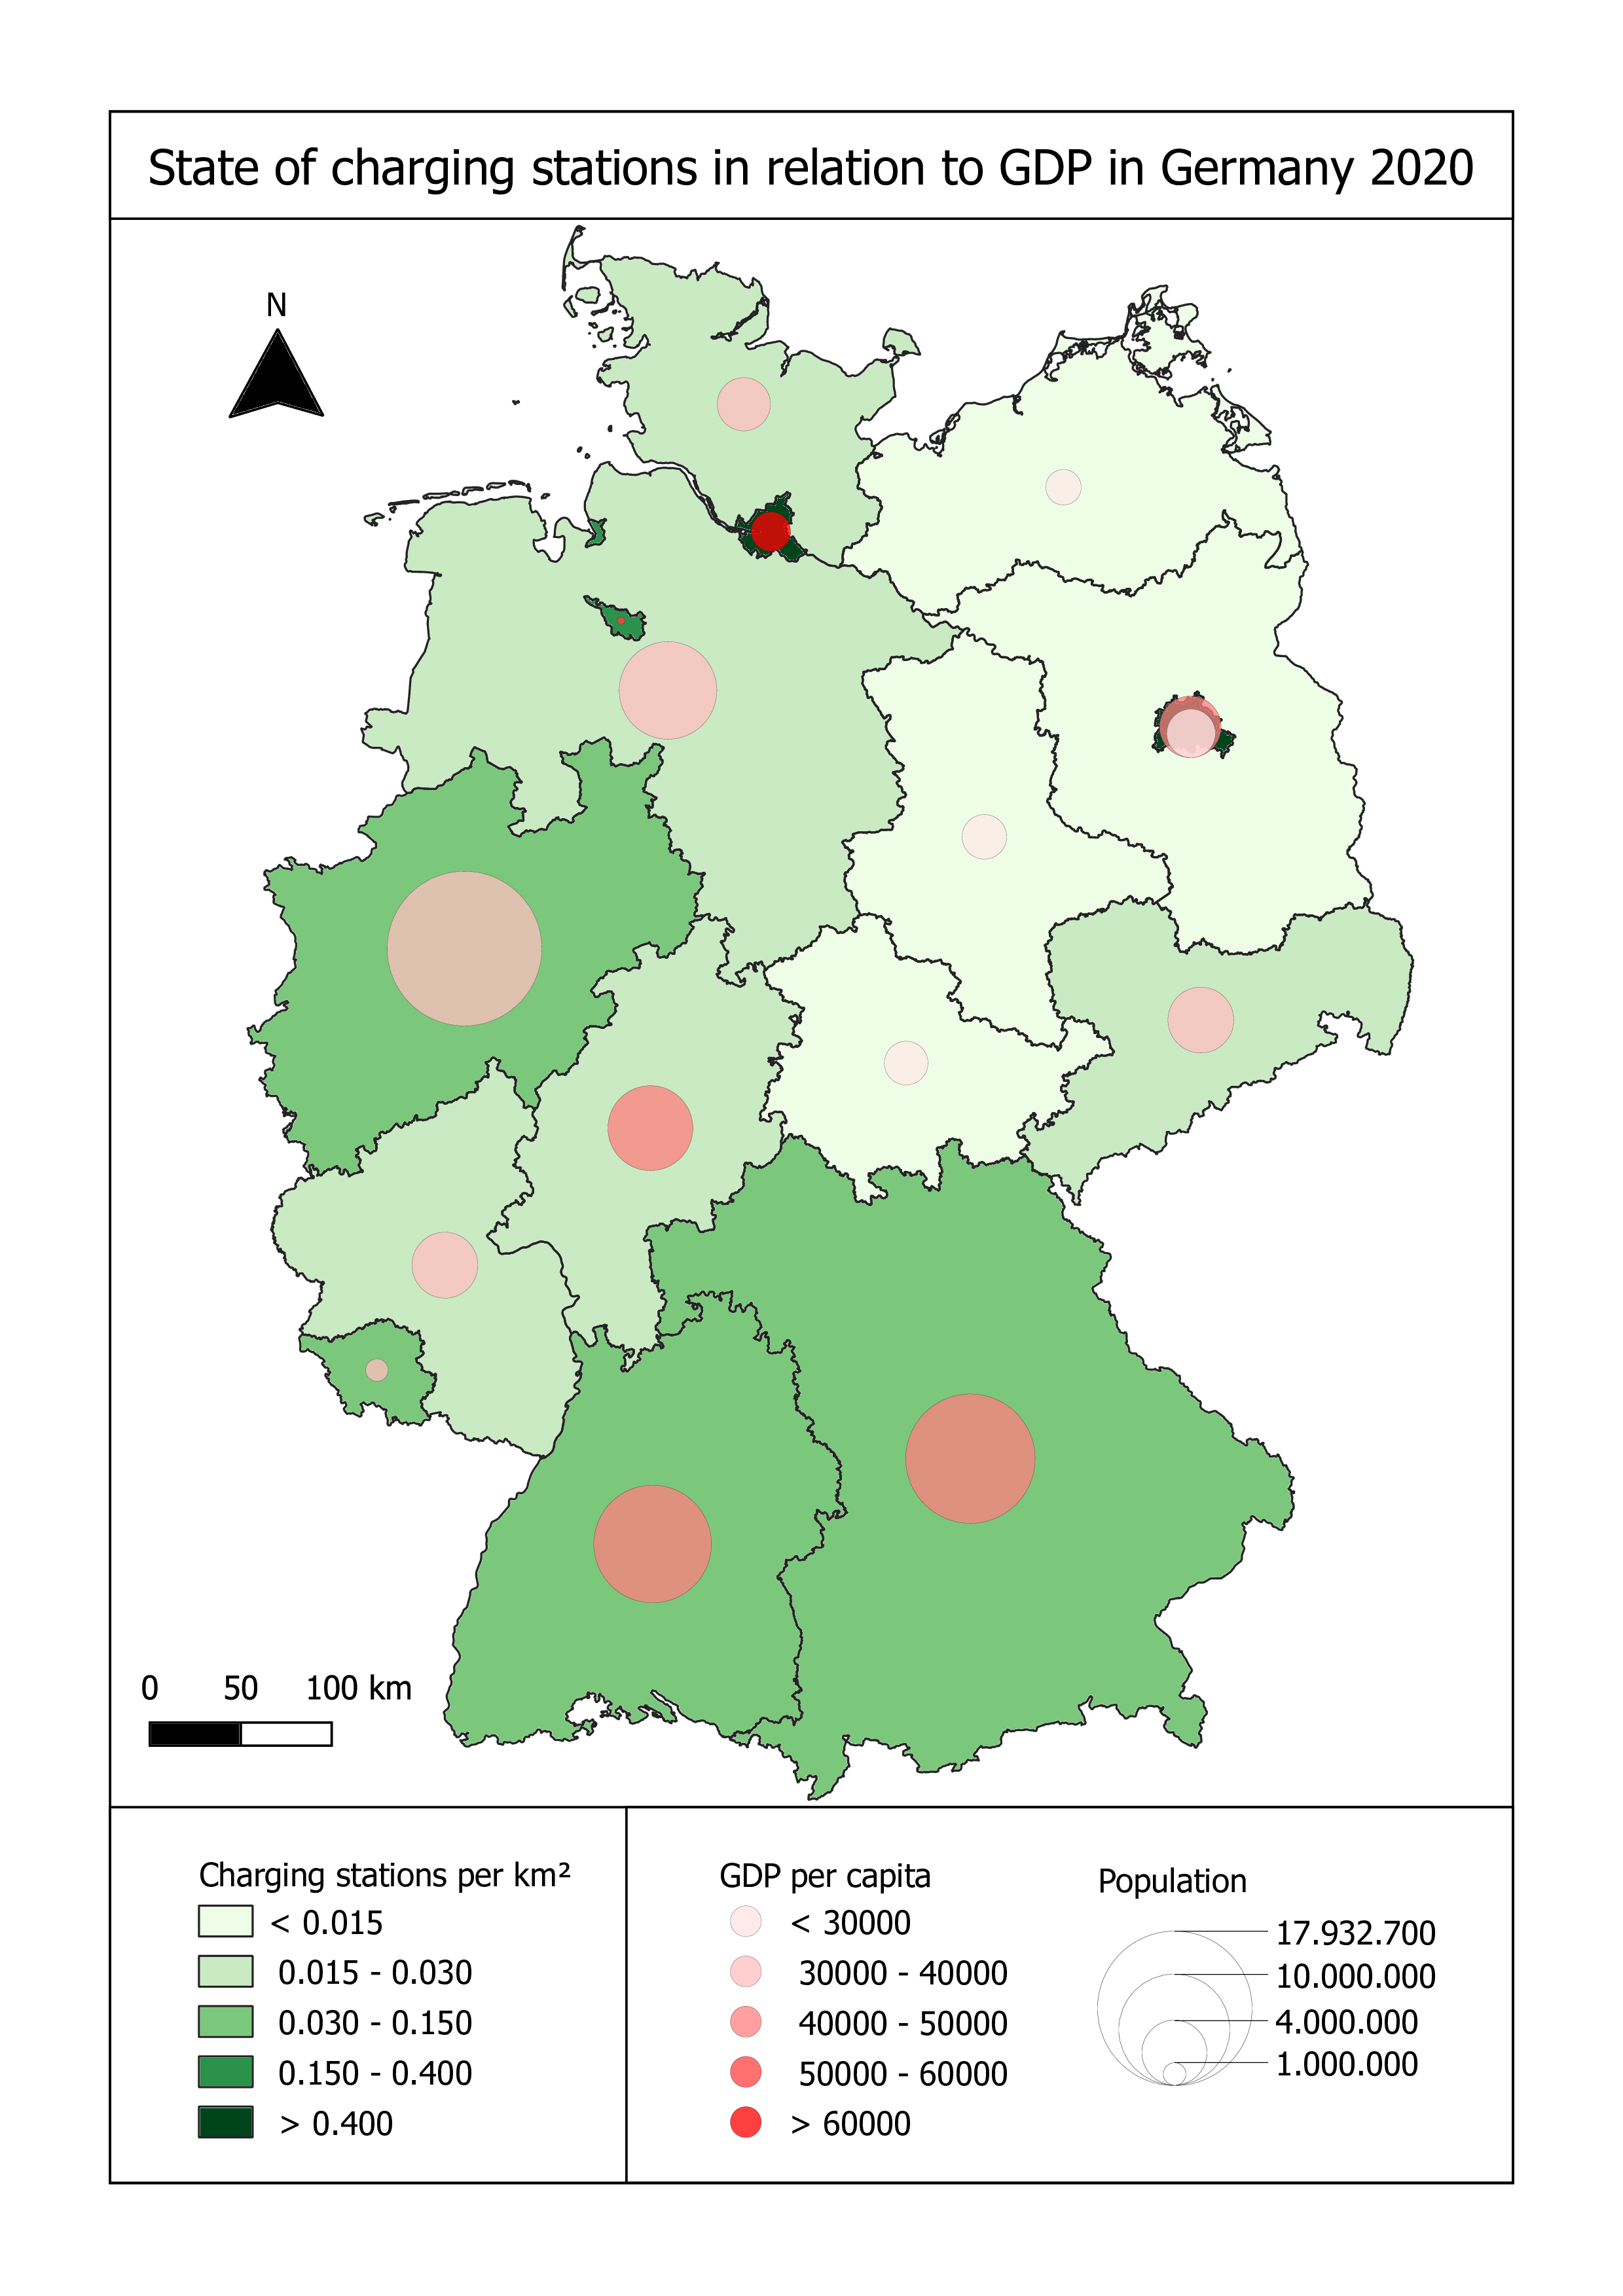 State of charging stations in relation to GDP in Germany 2020
N
0 50 100 km
Charging stations per km²
< 0.015
0.015 - 0.030
0.030 - 0.150
0.150 - 0.400
> 0.400
GDP per capita
< 30000
30000 - 40000
40000 - 50000
50000 - 60000
> 60000
Population
17.932.700
10.000.000
4.000.000
1.000.000